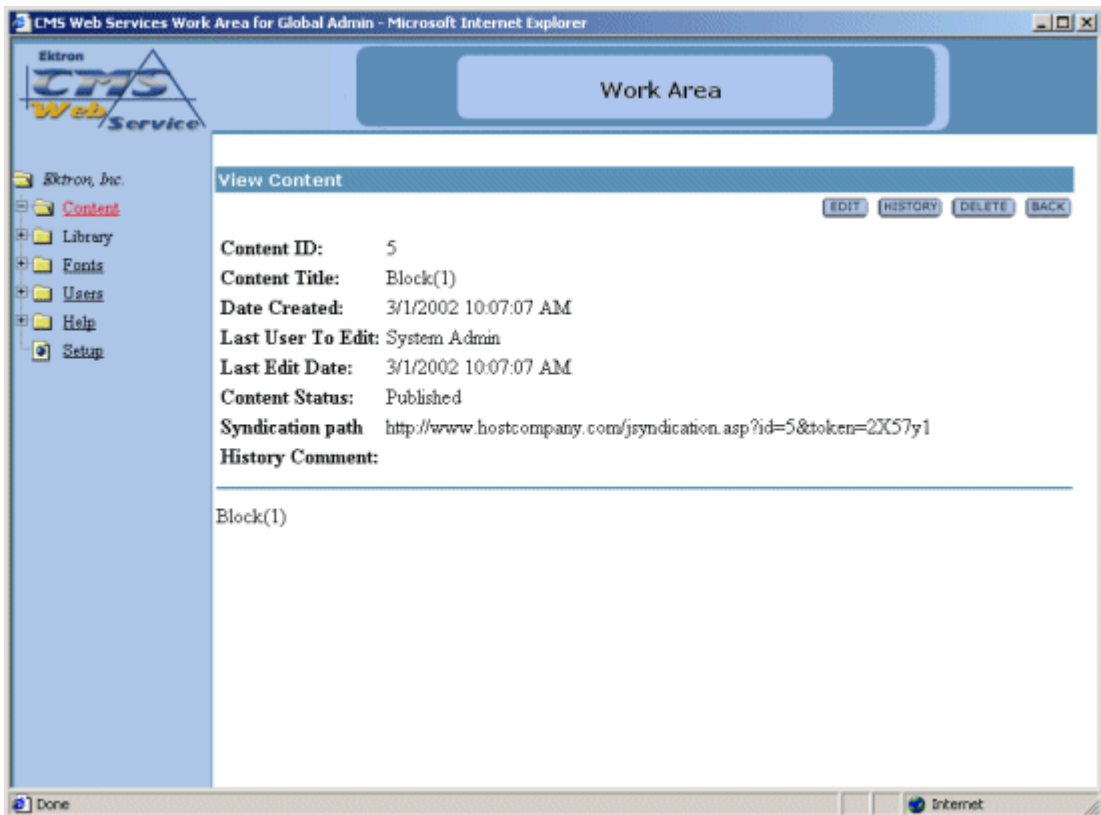 CMS Web Services Work Area for Global Admin - Microsoft Internet Explorer
Ektron
CMS
Web
Service
Work Area
Ektron, Inc.
Content
Library
Fonts
Users
Help
Setup
View Content
EDIT HISTORY DELETE BACK
Content ID: 5
Content Title: Block(1)
Date Created: 3/1/2002 10:07:07 AM
Last User To Edit: System Admin
Last Edit Date: 3/1/2002 10:07:07 AM
Content Status: Published
Syndication path http://www.hostcompany.com/jsyndication.asp?id=5&token=2X57y1
History Comment:
Block(1)
Done
Internet